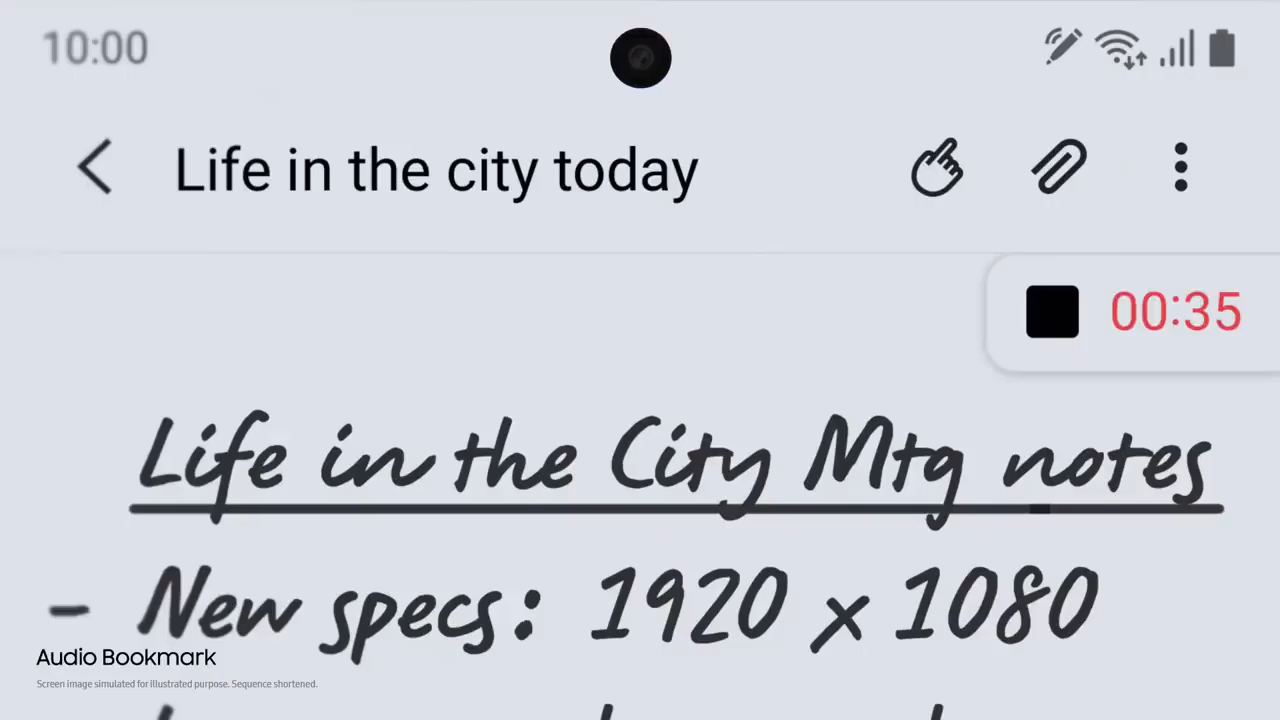 10:00
Life in the city today
00:35
Life in the City Mtg notes
- New specs: 1920 x 1080
Audio Bookmark
Screen image simulated for illustrated purpose. Sequence shortened.